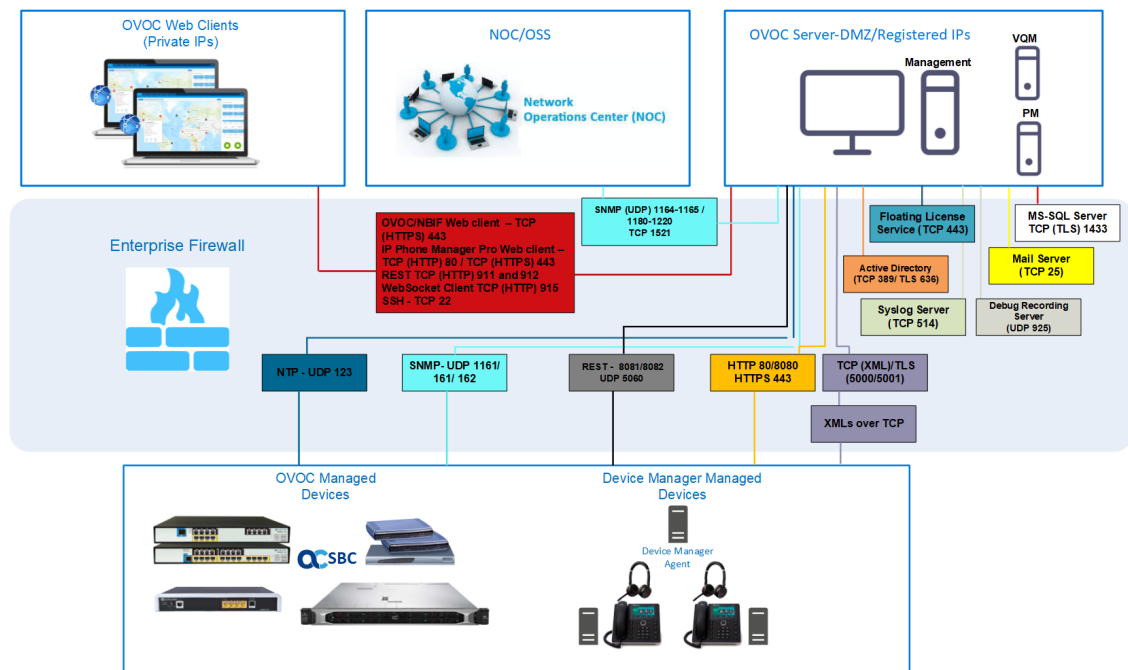 OVOC Web Clients
(Private IPs)
NOC/OSS
Network
Operations Center (NOC)
OVOC Server-DMZ/Registered IPs
Management
VQM
PM
Enterprise Firewall
OVOC/NBIF Web client – TCP
(HTTPS) 443
IP Phone Manager Pro Web client –
TCP (HTTP) 80 / TCP (HTTPS) 443
REST TCP (HTTP) 911 and 912
WebSocket Client TCP (HTTP) 915
SSH - TCP 22
SNMP (UDP) 1164-1165 /
1180-1220
TCP 1521
Floating License
Service (TCP 443)
MS-SQL Server
TCP (TLS) 1433
Active Directory
(TCP 389/ TLS 636)
Mail Server
(TCP 25)
Syslog Server
(TCP 514)
Debug Recording
Server
(UDP 925)
NTP - UDP 123
SNMP- UDP 1161/
161/ 162
REST - 8081/8082
UDP 5060
HTTP 80/8080
HTTPS 443
TCP (XML)/TLS
(5000/5001)
XMLs over TCP
OVOC Managed
Devices
SBC
Device Manager Managed
Devices
Device Manager
Agent